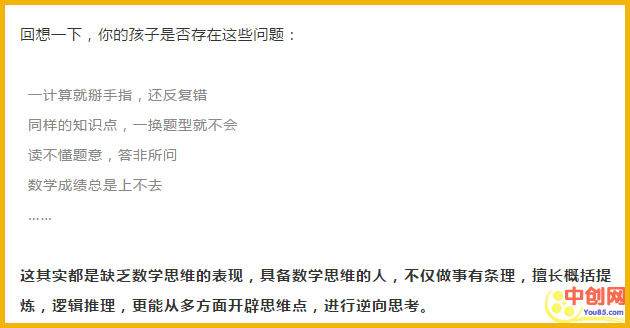 回想一下，你的孩子是否存在这些问题：
一计算就掰手指，还反复错
同样的知识点，一换题型就不会
读不懂题意，答非所问
数学成绩总是上不去
……
这其实都是缺乏数学思维的表现，具备数学思维的人，不仅做事有条理，擅长概括提
炼，逻辑推理，更能从多方面开辟思维点，进行逆向思考。
中创网
You85.com